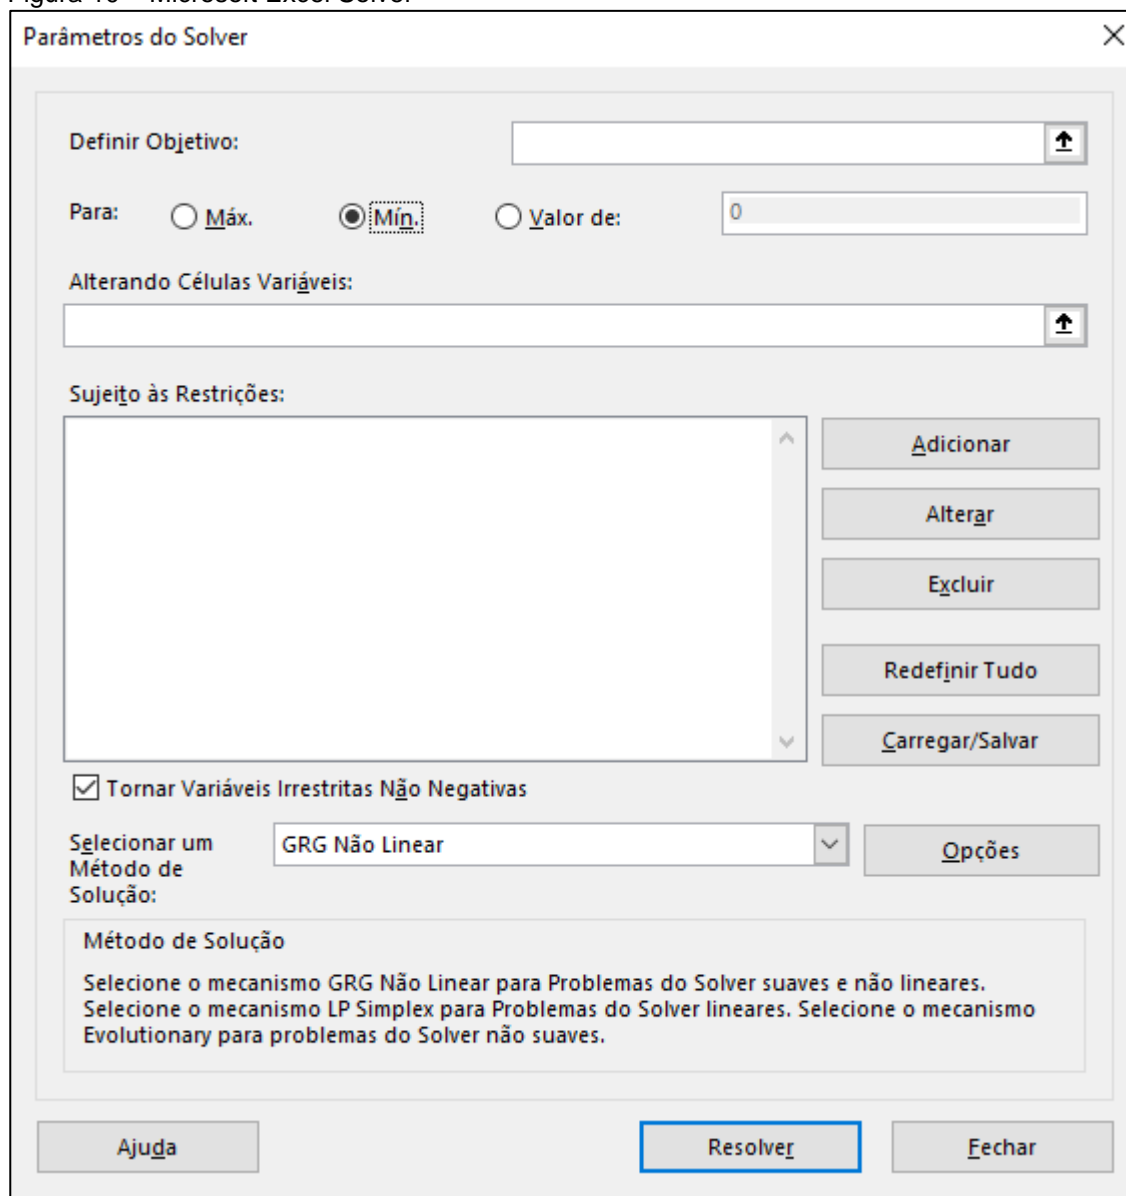 Parâmetros do Solver
Definir Objetivo:
Para: Máx. Mín. Valor de: 0
Alterando Células Variáveis:
Sujeito às Restrições:
Adicionar
Alterar
Excluir
Redefinir Tudo
Carregar/Salvar
Tornar Variáveis Irrestritas Não Negativas
Selecionar um
Método de
Solução:
GRG Não Linear
Opções
Método de Solução
Selecione o mecanismo GRG Não Linear para Problemas do Solver suaves e não lineares.
Selecione o mecanismo LP Simplex para Problemas do Solver lineares. Selecione o mecanismo
Evolutionary para problemas do Solver não suaves.
Ajuda
Resolver
Fechar